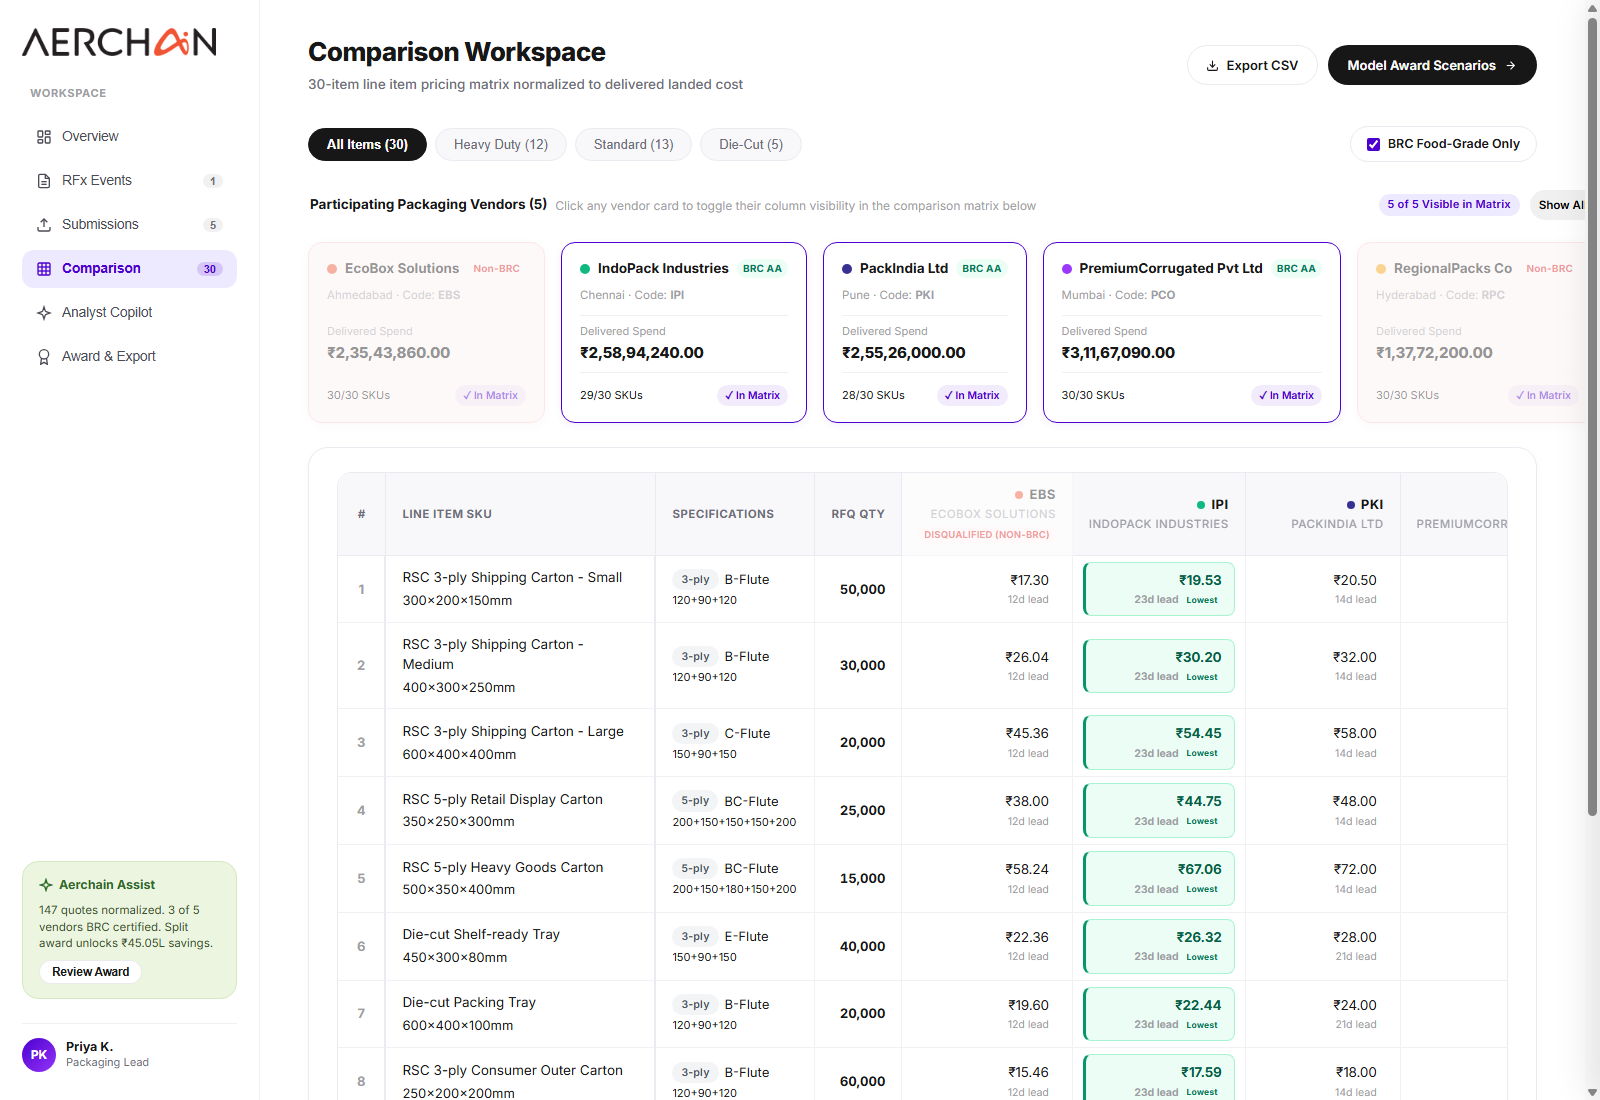 AERCHAIN
WORKSPACE
Overview
RFx Events 1
Submissions 5
Comparison 30
Analyst Copilot
Award & Export
Aerchain Assist
147 quotes normalized. 3 of 5
vendors BRC certified. Split
award unlocks ₹45.05L savings.
Review Award
PK
Priya K.
Packaging Lead
Comparison Workspace
30-item line item pricing matrix normalized to delivered landed cost
Export CSV
Model Award Scenarios →
All Items (30)
Heavy Duty (12)
Standard (13)
Die-Cut (5)
BRC Food-Grade Only
Participating Packaging Vendors (5) Click any vendor card to toggle their column visibility in the comparison matrix below
5 of 5 Visible in Matrix
Show All
EcoBox Solutions Non-BRC
Ahmedabad · Code: EBS
Delivered Spend
₹2,35,43,860.00
30/30 SKUs ✓ In Matrix
IndoPack Industries BRC AA
Chennai · Code: IPI
Delivered Spend
₹2,58,94,240.00
29/30 SKUs ✓ In Matrix
PackIndia Ltd BRC AA
Pune · Code: PKI
Delivered Spend
₹2,55,26,000.00
28/30 SKUs ✓ In Matrix
PremiumCorrugated Pvt Ltd BRC AA
Mumbai · Code: PCO
Delivered Spend
₹3,11,67,090.00
30/30 SKUs ✓ In Matrix
RegionalPacks Co Non-BRC
Hyderabad · Code: RPC
Delivered Spend
₹1,37,72,200.00
30/30 SKUs ✓ In Matrix
# LINE ITEM SKU SPECIFICATIONS RFQ QTY
EBS
ECOBOX SOLUTIONS
DISQUALIFIED (NON-BRC)
IPI
INDOPACK INDUSTRIES
PKI
PACKINDIA LTD
PREMIUMCORR
1 RSC 3-ply Shipping Carton - Small 3-ply B-Flute 50,000 ₹17.30 ₹19.53 ₹20.50
300×200×150mm 120+90+120 12d lead 23d lead Lowest 14d lead
2 RSC 3-ply Shipping Carton - 3-ply B-Flute 30,000 ₹26.04 ₹30.20 ₹32.00
Medium
400×300×250mm 120+90+120 12d lead 23d lead Lowest 14d lead
3 RSC 3-ply Shipping Carton - Large 3-ply C-Flute 20,000 ₹45.36 ₹54.45 ₹58.00
600×400×400mm 150+90+150 12d lead 23d lead Lowest 14d lead
4 RSC 5-ply Retail Display Carton 5-ply BC-Flute 25,000 ₹38.00 ₹44.75 ₹48.00
350×250×300mm 200+150+150+150+200 12d lead 23d lead Lowest 14d lead
5 RSC 5-ply Heavy Goods Carton 5-ply BC-Flute 15,000 ₹58.24 ₹67.06 ₹72.00
500×350×400mm 200+150+180+150+200 12d lead 23d lead Lowest 14d lead
6 Die-cut Shelf-ready Tray 3-ply E-Flute 40,000 ₹22.36 ₹26.32 ₹28.00
450×300×80mm 150+90+150 12d lead 23d lead Lowest 21d lead
7 Die-cut Packing Tray 3-ply B-Flute 20,000 ₹19.60 ₹22.44 ₹24.00
600×400×100mm 120+90+120 12d lead 23d lead Lowest 21d lead
8 RSC 3-ply Consumer Outer Carton 3-ply B-Flute 60,000 ₹15.46 ₹17.59 ₹18.00
250×200×200mm 120+90+120 12d lead 23d lead Lowest 14d lead